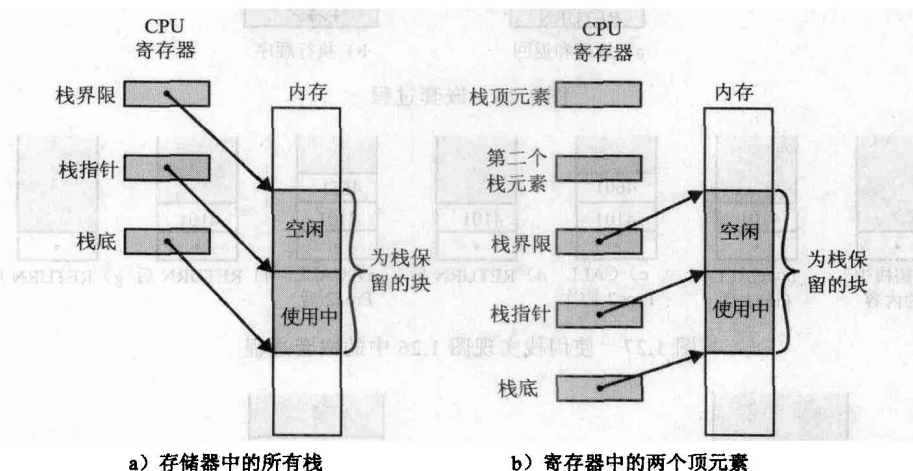 CPU
寄存器
栈界限
内存
栈指针
栈底
空闲
使用中
为栈保
留的块
a）存储器中的所有栈
CPU
寄存器
栈顶元素
内存
第二个
栈元素
栈界限
空闲
栈指针
使用中
为栈保
留的块
栈底
b）寄存器中的两个顶元素